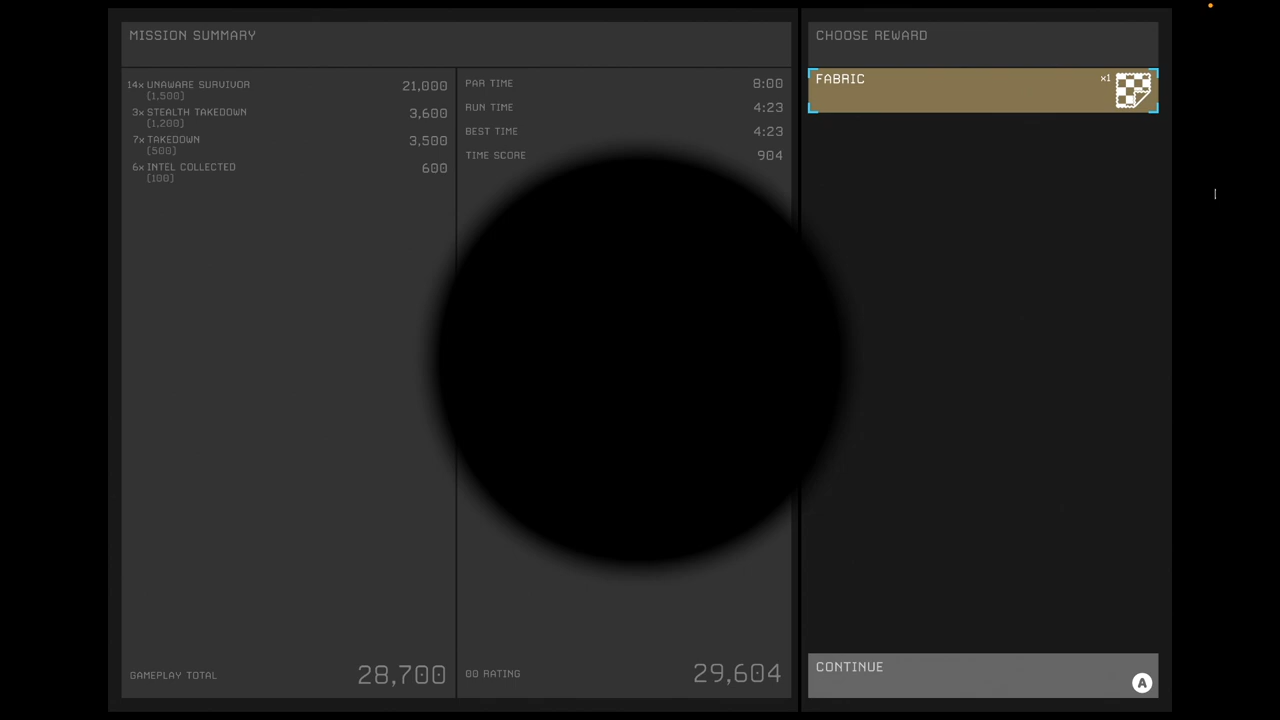 MISSION SUMMARY
14x UNAWARE SURVIVOR 21,000
(1,500)
3x STEALTH TAKEDOWN 3,600
(1,200)
7x TAKEDOWN 3,500
(500)
6x INTEL COLLECTED 600
(100)
GAMEPLAY TOTAL 28,700
PAR TIME 8:00
RUN TIME 4:23
BEST TIME 4:23
TIME SCORE 904
00 RATING 29,604
CHOOSE REWARD
FABRIC x1
CONTINUE
A